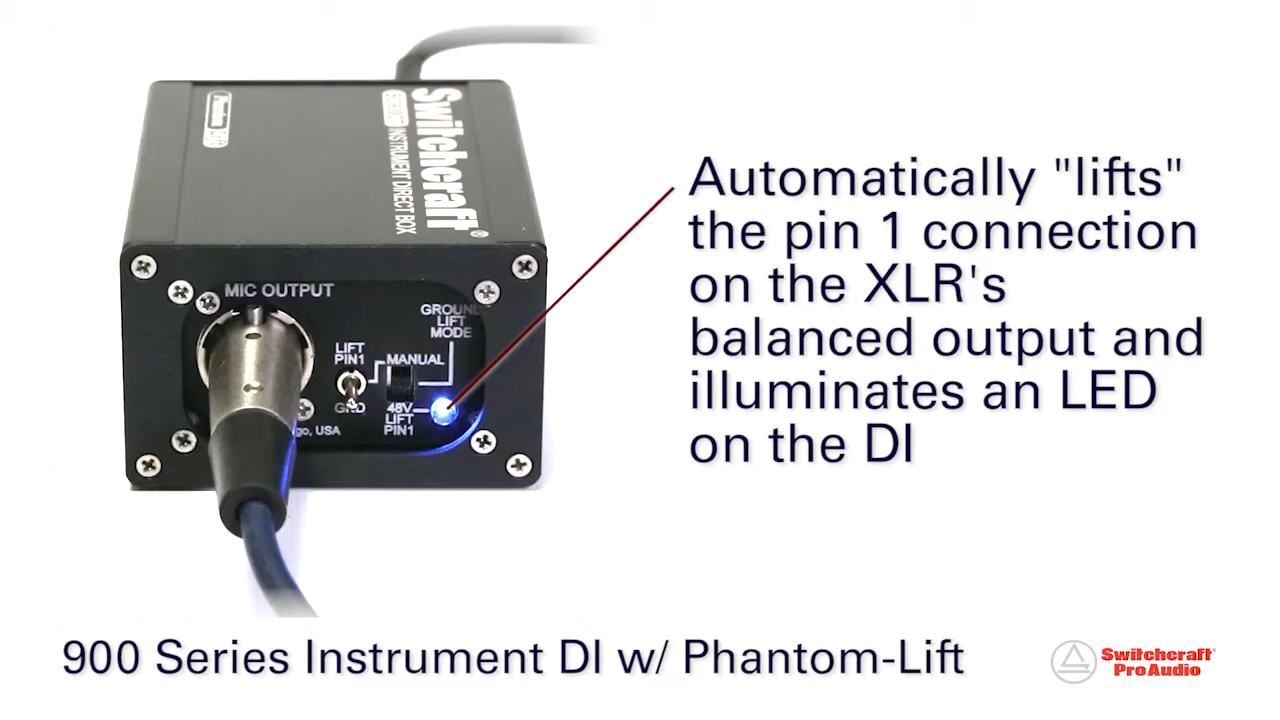 Switchcraft®
INSTRUMENT DIRECT BOX
MIC OUTPUT
GROUND
LIFT
MODE
LIFT
PIN1
MANUAL
GND
48V
LIFT
PIN1
go, USA
Automatically "lifts"
the pin 1 connection
on the XLR's
balanced output and
illuminates an LED
on the DI
900 Series Instrument DI w/ Phantom-Lift
Switchcraft®
Pro Audio